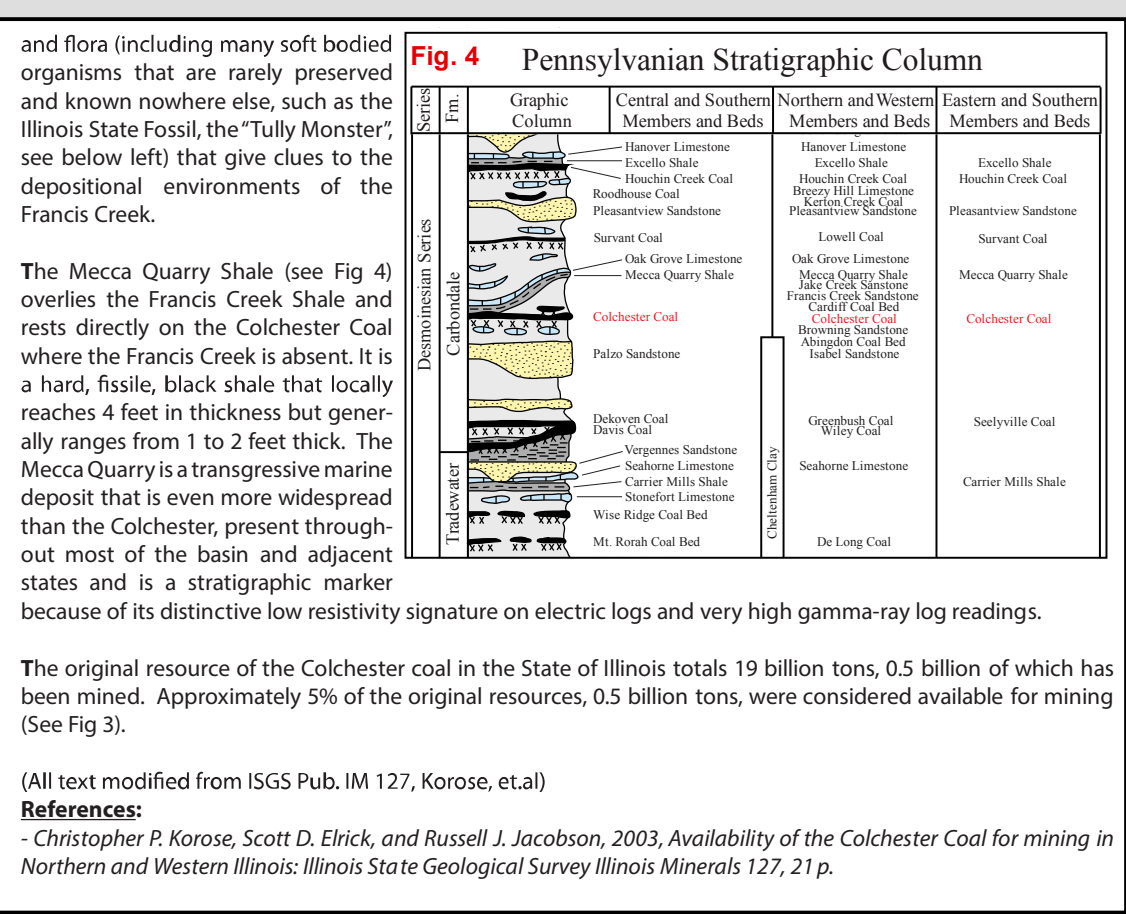 and flora (including many soft bodied
organisms that are rarely preserved
and known nowhere else, such as the
Illinois State Fossil, the “Tully Monster”,
see below left) that give clues to the
depositional environments of the
Francis Creek.
The Mecca Quarry Shale (see Fig 4)
overlies the Francis Creek Shale and
rests directly on the Colchester Coal
where the Francis Creek is absent. It is
a hard, fissile, black shale that locally
reaches 4 feet in thickness but gener-
ally ranges from 1 to 2 feet thick. The
Mecca Quarry is a transgressive marine
deposit that is even more widespread
than the Colchester, present through-
out most of the basin and adjacent
states and is a stratigraphic marker
because of its distinctive low resistivity signature on electric logs and very high gamma-ray log readings.
Fig. 4 Pennsylvanian Stratigraphic Column
Series
Fm.
Graphic
Column
Central and Southern
Members and Beds
Northern and Western
Members and Beds
Eastern and Southern
Members and Beds
Desmoinesian Series
Carbondale
Tradewater
Hanover Limestone
Excello Shale
Houchin Creek Coal
Roodhouse Coal
Pleasantview Sandstone
Survant Coal
Oak Grove Limestone
Mecca Quarry Shale
Colchester Coal
Palzo Sandstone
Dekoven Coal
Davis Coal
Vergennes Sandstone
Seahorne Limestone
Carrier Mills Shale
Stonefort Limestone
Wise Ridge Coal Bed
Mt. Rorah Coal Bed
Cheltenham Clay
Hanover Limestone
Excello Shale
Houchin Creek Coal
Breezy Hill Limestone
Kerton Creek Coal
Pleasantview Sandstone
Lowell Coal
Oak Grove Limestone
Mecca Quarry Shale
Jake Creek Sanstone
Francis Creek Sandstone
Cardiff Coal Bed
Colchester Coal
Browning Sandstone
Abingdon Coal Bed
Isabel Sandstone
Greenbush Coal
Wiley Coal
Seahorne Limestone
De Long Coal
Excello Shale
Houchin Creek Coal
Pleasantview Sandstone
Survant Coal
Mecca Quarry Shale
Colchester Coal
Seelyville Coal
Carrier Mills Shale
The original resource of the Colchester coal in the State of Illinois totals 19 billion tons, 0.5 billion of which has
been mined. Approximately 5% of the original resources, 0.5 billion tons, were considered available for mining
(See Fig 3).
(All text modified from ISGS Pub. IM 127, Korose, et.al)
References:
- Christopher P. Korose, Scott D. Elrick, and Russell J. Jacobson, 2003, Availability of the Colchester Coal for mining in
Northern and Western Illinois: Illinois State Geological Survey Illinois Minerals 127, 21 p.